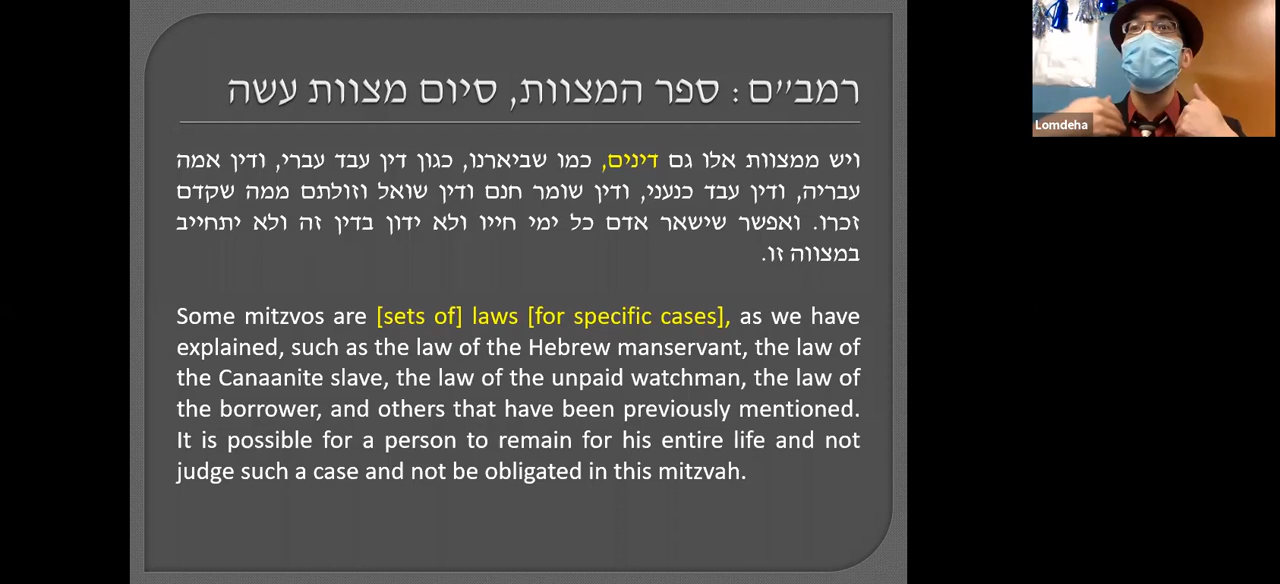 רמב״ם: ספר המצוות, סיום מצוות עשה
ויש ממצוות אלו גם דינים, כמו שביארנו, כגון דין עבד עברי, ודין אמה
עבריה, ודין עבד כנעני, ודין שומר חנם ודין שואל וזולתם ממה שקדם
זכרו. ואפשר שישאר אדם כל ימי חייו ולא ידון בדין זה ולא יתחייב
במצווה זו.
Some mitzvos are [sets of] laws [for specific cases], as we have
explained, such as the law of the Hebrew manservant, the law of
the Canaanite slave, the law of the unpaid watchman, the law of
the borrower, and others that have been previously mentioned.
It is possible for a person to remain for his entire life and not
judge such a case and not be obligated in this mitzvah.
Lomdeha